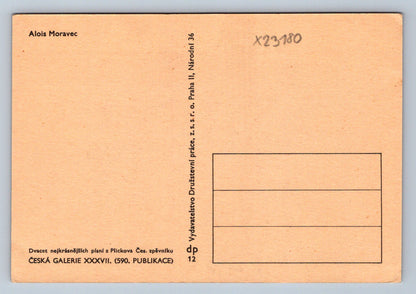 Alois Moravec
X23180
Vydavatelstvo Družstevní práce, z. s. s r. o. Praha II, Národní 36
Dvacet nejkrásnějších písní z Plickova Čes. zpěvníku
ČESKÁ GALERIE XXXVII. (590. PUBLIKACE)
dp
12